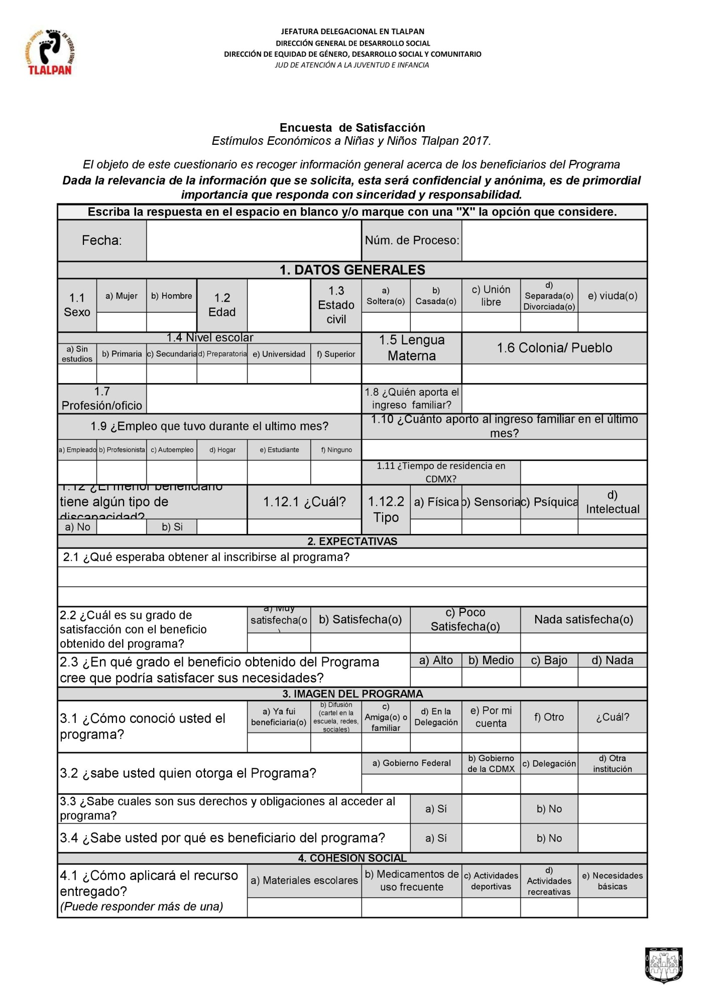 CAMINANDO JUNTOS EN TIERRA FIRME
TLALPAN
JEFATURA DELEGACIONAL EN TLALPAN
DIRECCIÓN GENERAL DE DESARROLLO SOCIAL
DIRECCIÓN DE EQUIDAD DE GÉNERO, DESARROLLO SOCIAL Y COMUNITARIO
JUD DE ATENCIÓN A LA JUVENTUD E INFANCIA
Encuesta de Satisfacción
Estímulos Económicos a Niñas y Niños Tlalpan 2017.
El objeto de este cuestionario es recoger información general acerca de los beneficiarios del Programa
Dada la relevancia de la información que se solicita, esta será confidencial y anónima, es de primordial
importancia que responda con sinceridad y responsabilidad.
Escriba la respuesta en el espacio en blanco y/o marque con una "X" la opción que considere.
Fecha:
Núm. de Proceso:
1. DATOS GENERALES
1.1
Sexo
a) Mujer
b) Hombre
1.2
Edad
1.3
Estado
civil
a)
Soltera(o)
b)
Casada(o)
c) Unión
libre
d)
Separada(o)
Divorciada(o)
e) viuda(o)
1.4 Nivel escolar
a) Sin
estudios
b) Primaria
c) Secundaria
d) Preparatoria
e) Universidad
f) Superior
1.5 Lengua
Materna
1.6 Colonia/ Pueblo
1.7
Profesión/oficio
1.8 ¿Quién aporta el
ingreso familiar?
1.9 ¿Empleo que tuvo durante el ultimo mes?
1.10 ¿Cuánto aporto al ingreso familiar en el último
mes?
a) Empleado
b) Profesionista
c) Autoempleo
d) Hogar
e) Estudiante
f) Ninguno
1.11 ¿Tiempo de residencia en
CDMX?
1.12 ¿El menor beneficiario
tiene algún tipo de
discapacidad?
a) No
b) Si
1.12.1 ¿Cuál?
1.12.2
Tipo
a) Física
b) Sensoria
c) Psíquica
d)
Intelectual
2. EXPECTATIVAS
2.1 ¿Qué esperaba obtener al inscribirse al programa?
2.2 ¿Cuál es su grado de
satisfacción con el beneficio
obtenido del programa?
a) Muy
satisfecha(o
)
b) Satisfecha(o)
c) Poco
Satisfecha(o)
Nada satisfecha(o)
2.3 ¿En qué grado el beneficio obtenido del Programa
cree que podría satisfacer sus necesidades?
a) Alto
b) Medio
c) Bajo
d) Nada
3. IMAGEN DEL PROGRAMA
3.1 ¿Cómo conoció usted el
programa?
a) Ya fui
beneficiaria(o)
b) Difusión
(cartel en la
escuela, redes,
sociales)
c)
Amiga(o) o
familiar
d) En la
Delegación
e) Por mi
cuenta
f) Otro
¿Cuál?
3.2 ¿sabe usted quien otorga el Programa?
a) Gobierno Federal
b) Gobierno
de la CDMX
c) Delegación
d) Otra
institución
3.3 ¿Sabe cuales son sus derechos y obligaciones al acceder al
programa?
a) Sí
b) No
3.4 ¿Sabe usted por qué es beneficiario del programa?
a) Sí
b) No
4. COHESION SOCIAL
4.1 ¿Cómo aplicará el recurso
entregado?
(Puede responder más de una)
a) Materiales escolares
b) Medicamentos de
uso frecuente
c) Actividades
deportivas
d)
Actividades
recreativas
e) Necesidades
básicas